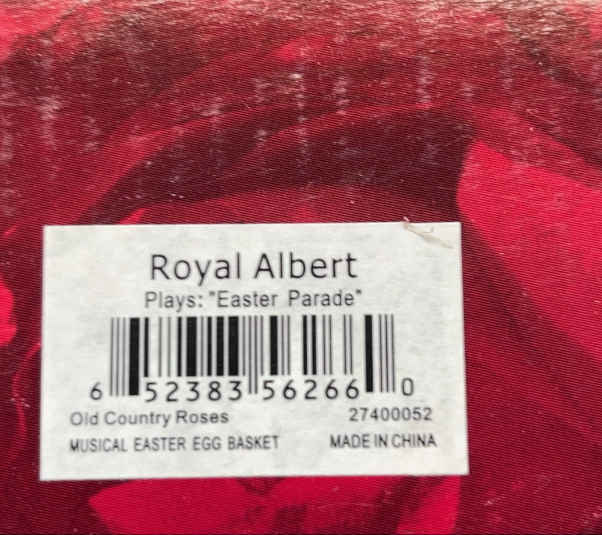 Royal Albert
Plays: "Easter Parade"
6 52383 56266 0
Old Country Roses 27400052
MUSICAL EASTER EGG BASKET MADE IN CHINA